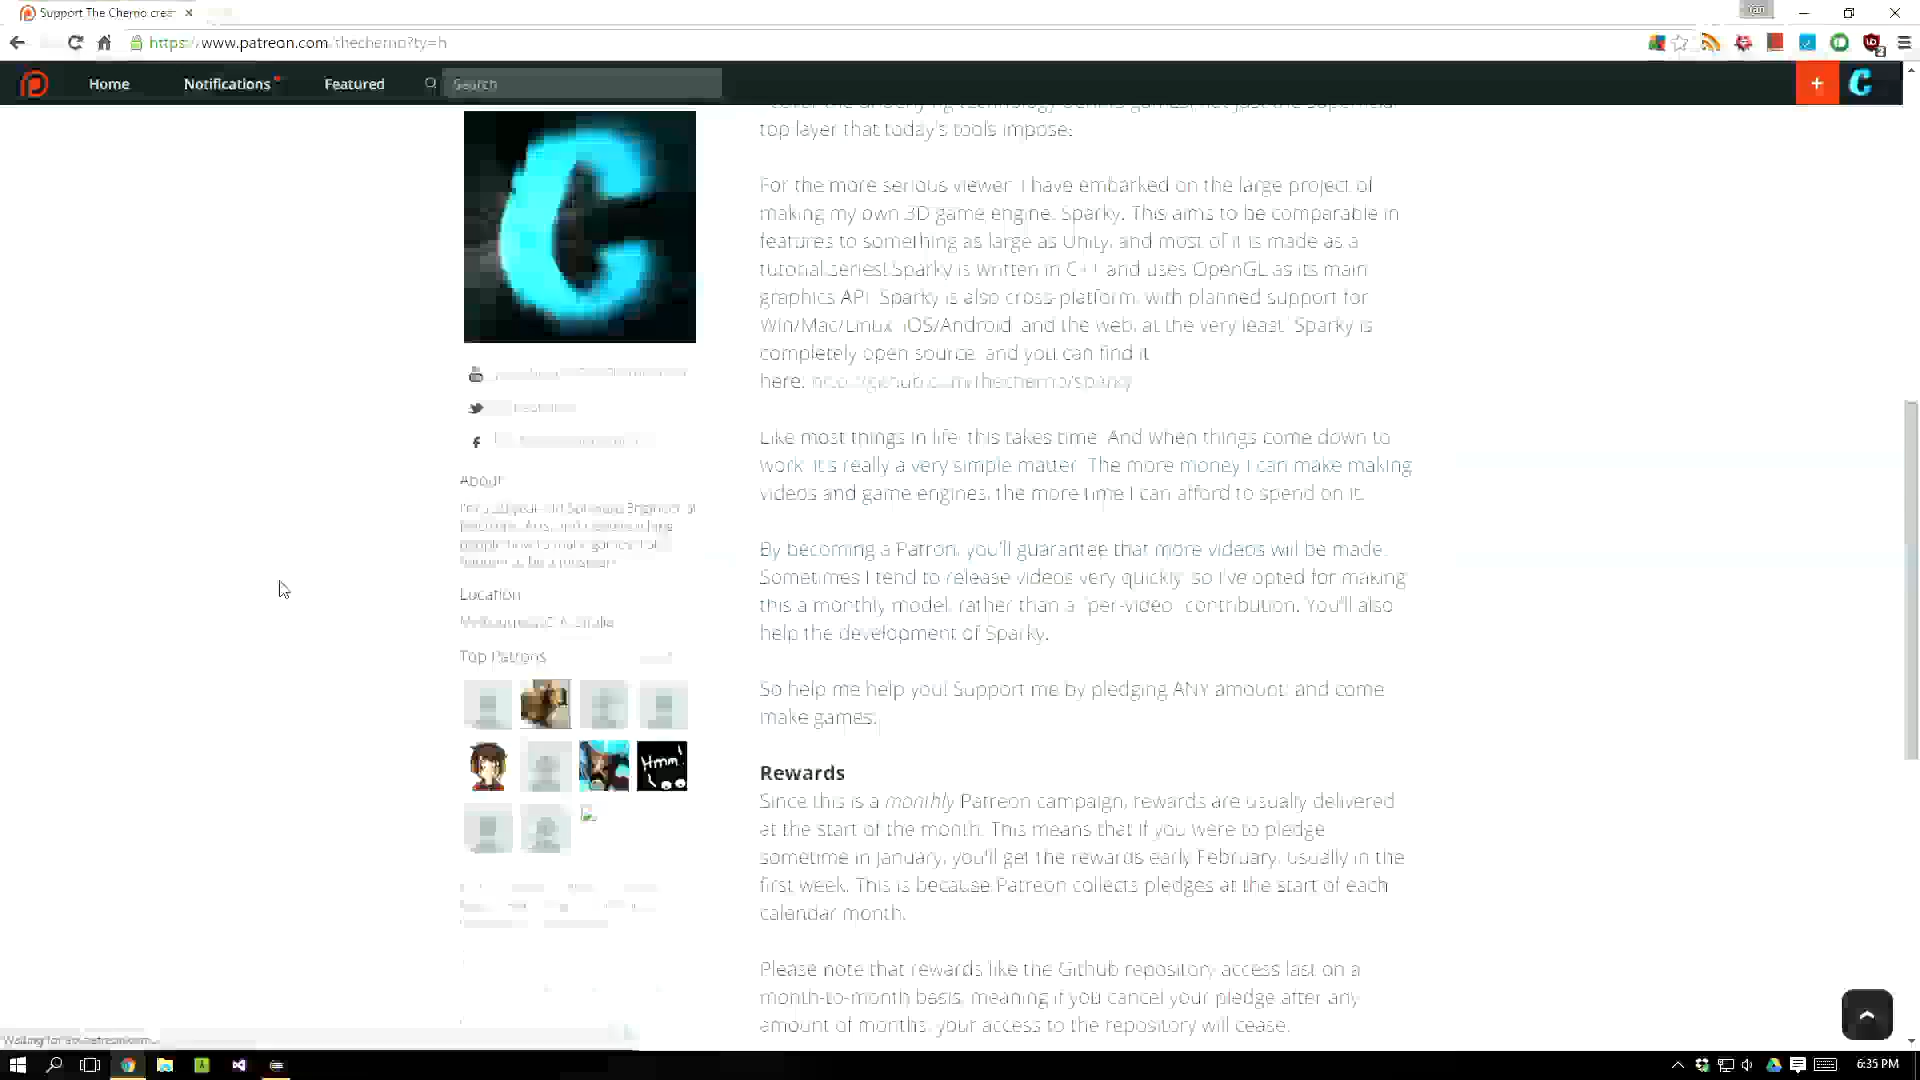 Support The Cherno crea
https://www.patreon.com/thecherno?ty=h
Home
Notifications
Featured
Search
top layer that today's tools impose.
For the more serious viewer, I have embarked on the large project of
making my own 3D game engine, Sparky. This aims to be comparable in
features to something as large as Unity, and most of it is made as a
tutorial series! Sparky is written in C++ and uses OpenGL as its main
graphics API. Sparky is also cross-platform, with planned support for
Win/Mac/Linux, iOS/Android, and the web, at the very least. Sparky is
completely open source, and you can find it
here: http://github.com/thecherno/sparky
Like most things in life, this takes time. And when things come down to
work, it's really a very simple matter. The more money I can make making
videos and game engines, the more time I can afford to spend on it.
By becoming a Patron, you'll guarantee that more videos will be made.
Sometimes I tend to release videos very quickly, so I've opted for making
this a monthly model, rather than a "per-video" contribution. You'll also
help the development of Sparky.
So help me help you! Support me by pledging ANY amount, and come
make games.
Rewards
Since this is a monthly Patreon campaign, rewards are usually delivered
at the start of the month. This means that if you were to pledge
sometime in January, you'll get the rewards early February, usually in the
first week. This is because Patreon collects pledges at the start of each
calendar month.
Please note that rewards like the Github repository access last on a
month-to-month basis, meaning if you cancel your pledge after any
amount of months, your access to the repository will cease.
About
Location
Top Patrons
Hmm!
6:35 PM